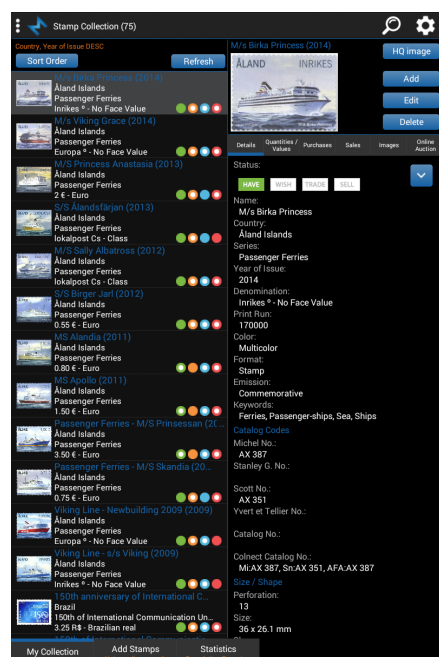 Stamp Collection (75)
Country, Year of Issue DESC
Sort Order
Refresh
M/s Birka Princess (2014)
Åland Islands
Passenger Ferries
Inrikes º - No Face Value
M/s Viking Grace (2014)
Åland Islands
Passenger Ferries
Europa º - No Face Value
M/S Princess Anastasia (2013)
Åland Islands
Passenger Ferries
2 € - Euro
S/S Ålandsfärjan (2013)
Åland Islands
Passenger Ferries
lokalpost Cs - Class
M/S Sally Albatross (2012)
Åland Islands
Passenger Ferries
lokalpost Cs - Class
S/S Birger Jarl (2012)
Åland Islands
Passenger Ferries
0.55 € - Euro
MS Alandia (2011)
Åland Islands
Passenger Ferries
0.80 € - Euro
MS Apollo (2011)
Åland Islands
Passenger Ferries
1.50 € - Euro
Passenger Ferries - M/S Prinsessan (2( ...
Åland Islands
Passenger Ferries
3.50 € - Euro
Passenger Ferries - M/S Skandia (20...
Åland Islands
Passenger Ferries
0.75 € - Euro
Viking Line - Newbuilding 2009 (2009)
Åland Islands
Passenger Ferries
Europa º - No Face Value
Viking Line - s/s Viking (2009)
Åland Islands
Passenger Ferries
Inrikes º - No Face Value
150th anniversary of International C...
Brazil
150th of International Communication Un...
3.25 R$ - Brazilian real
My Collection
Add Stamps
Statistics
M/s Birka Princess (2014)
ÅLAND INRIKES
HQ image
Add
Edit
Delete
Details
Quantities /
Values
Purchases
Sales
Images
Online
Auction
Status:
HAVE
WISH
TRADE
SELL
Name:
M/s Birka Princess
Country:
Åland Islands
Series:
Passenger Ferries
Year of Issue:
2014
Denomination:
Inrikes º - No Face Value
Print Run:
170000
Color:
Multicolor
Format:
Stamp
Emission:
Commemorative
Keywords:
Ferries, Passenger-ships, Sea, Ships
Catalog Codes
Michel No.:
AX 387
Stanley G. No.:
Scott No.:
AX 351
Yvert et Tellier No.:
Catalog No.:
Colnect Catalog No.:
Mi:AX 387, Sn:AX 351, AFA:AX 387
Size / Shape
Perforation:
13
Size:
36 x 26.1 mm